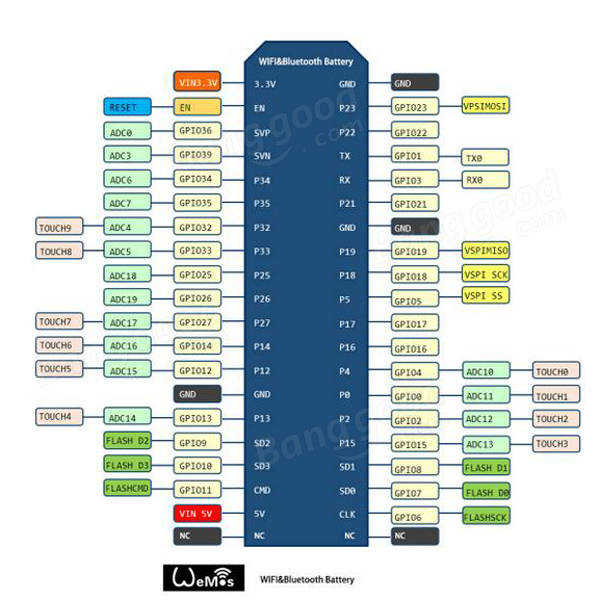 WIFI&Bluetooth Battery
VIN3.3V 3.3V GND GND
RESET EN EN P23 GPIO23 VPSIMOSI
ADC0 GPIO36 SVP P22 GPIO22
ADC3 GPIO39 SVN TX GPIO1 TX0
ADC6 GPIO34 P34 RX GPIO3 RX0
ADC7 GPIO35 P35 P21 GPIO21
TOUCH9 ADC4 GPIO32 P32 GND GND
TOUCH8 ADC5 GPIO33 P33 P19 GPIO19 VSPIMISO
ADC18 GPIO25 P25 P18 GPIO18 VSPI SCK
ADC19 GPIO26 P26 P5 GPIO5 VSPI SS
TOUCH7 ADC17 GPIO27 P27 P17 GPIO17
TOUCH6 ADC16 GPIO14 P14 P16 GPIO16
TOUCH5 ADC15 GPIO12 P12 P4 GPIO4 ADC10 TOUCH0
GND GND P0 GPIO0 ADC11 TOUCH1
TOUCH4 ADC14 GPIO13 P13 P2 GPIO2 ADC12 TOUCH2
FLASH D2 GPIO9 SD2 P15 GPIO15 ADC13 TOUCH3
FLASH D3 GPIO10 SD3 SD1 GPIO8 FLASH D1
FLASHCMD GPIO11 CMD SD0 GPIO7 FLASH D0
VIN 5V 5V CLK GPIO6 FLASHSCK
NC NC NC NC
WeMos WIFI&Bluetooth Battery
Banggood.com
Banggood.com
Banggood